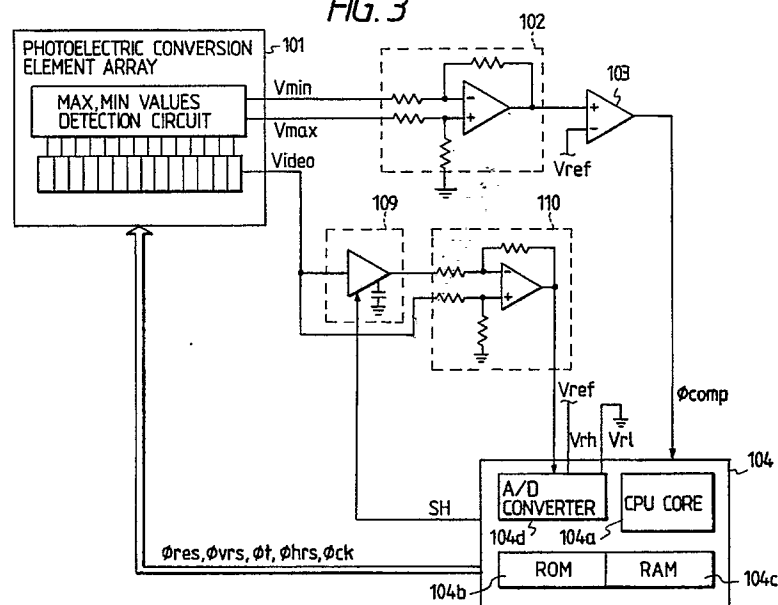 FIG. 3
PHOTOELECTRIC CONVERSION
ELEMENT ARRAY
101
MAX, MIN VALUES
DETECTION CIRCUIT
Vmin
Vmax
Video
102
-
+
103
+
-
Vref
109
110
-
+
Vref
Vrh
Vrl
φcomp
104
A/D
CONVERTER
CPU CORE
104d
104a
SH
φres, φvrs, φt, φhrs, φck
104b
ROM
RAM
104c